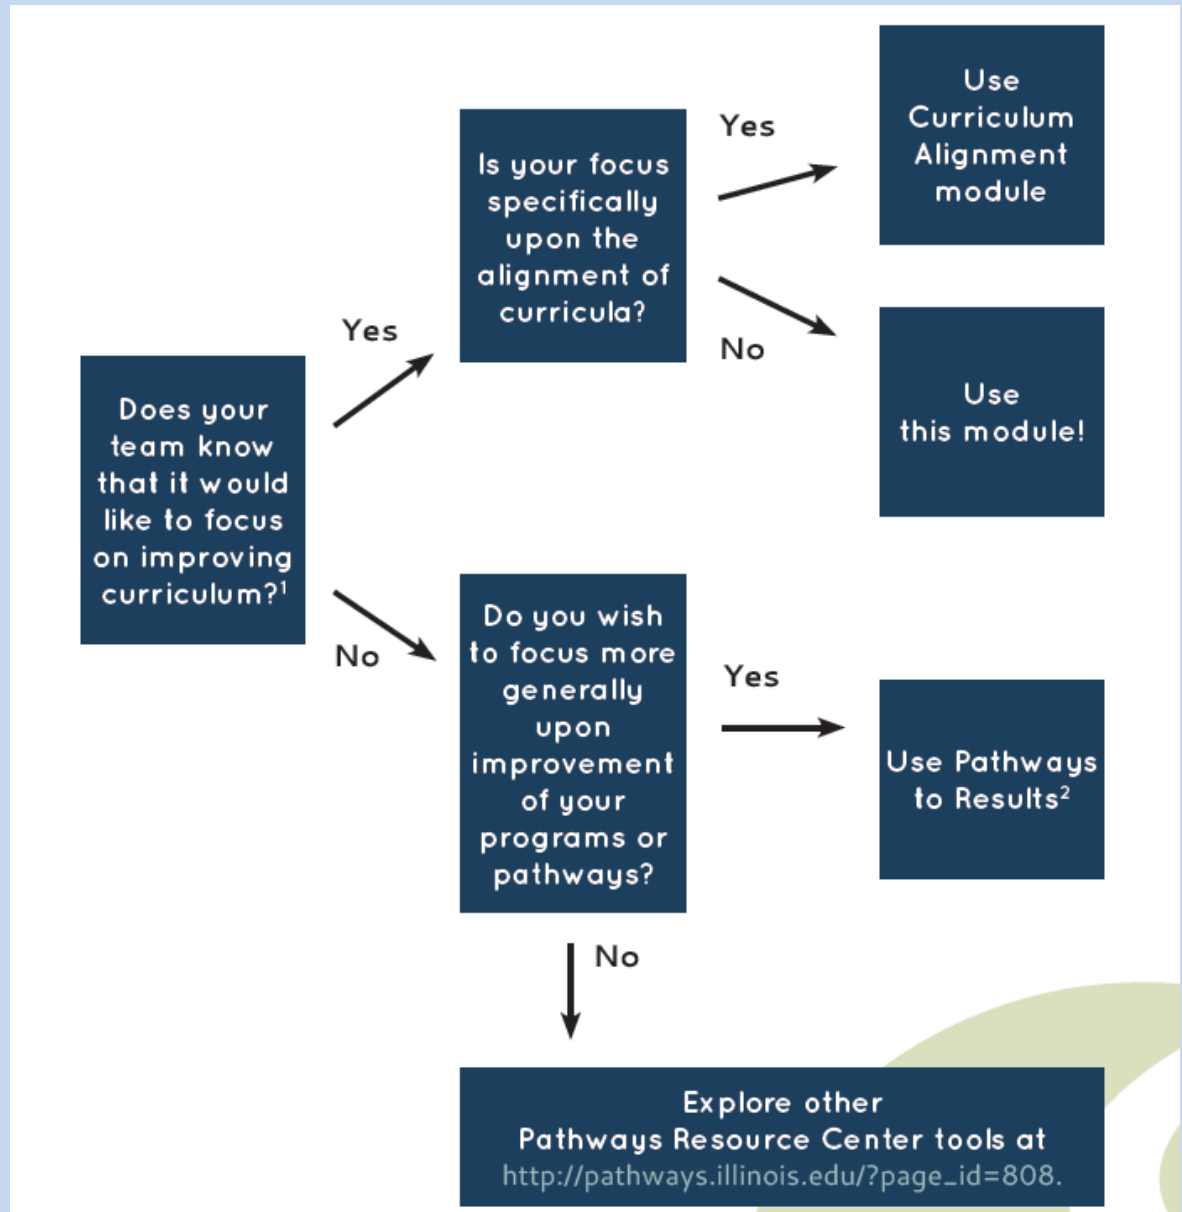 Does your
team know
that it would
like to focus
on improving
curriculum?¹
Yes
No
Is your focus
specifically
upon the
alignment of
curricula?
Yes
No
Use
Curriculum
Alignment
module
Use
this module!
Do you wish
to focus more
generally
upon
improvement
of your
programs or
pathways?
Yes
No
Use Pathways
to Results²
Explore other
Pathways Resource Center tools at
http://pathways.illinois.edu/?page_id=808.